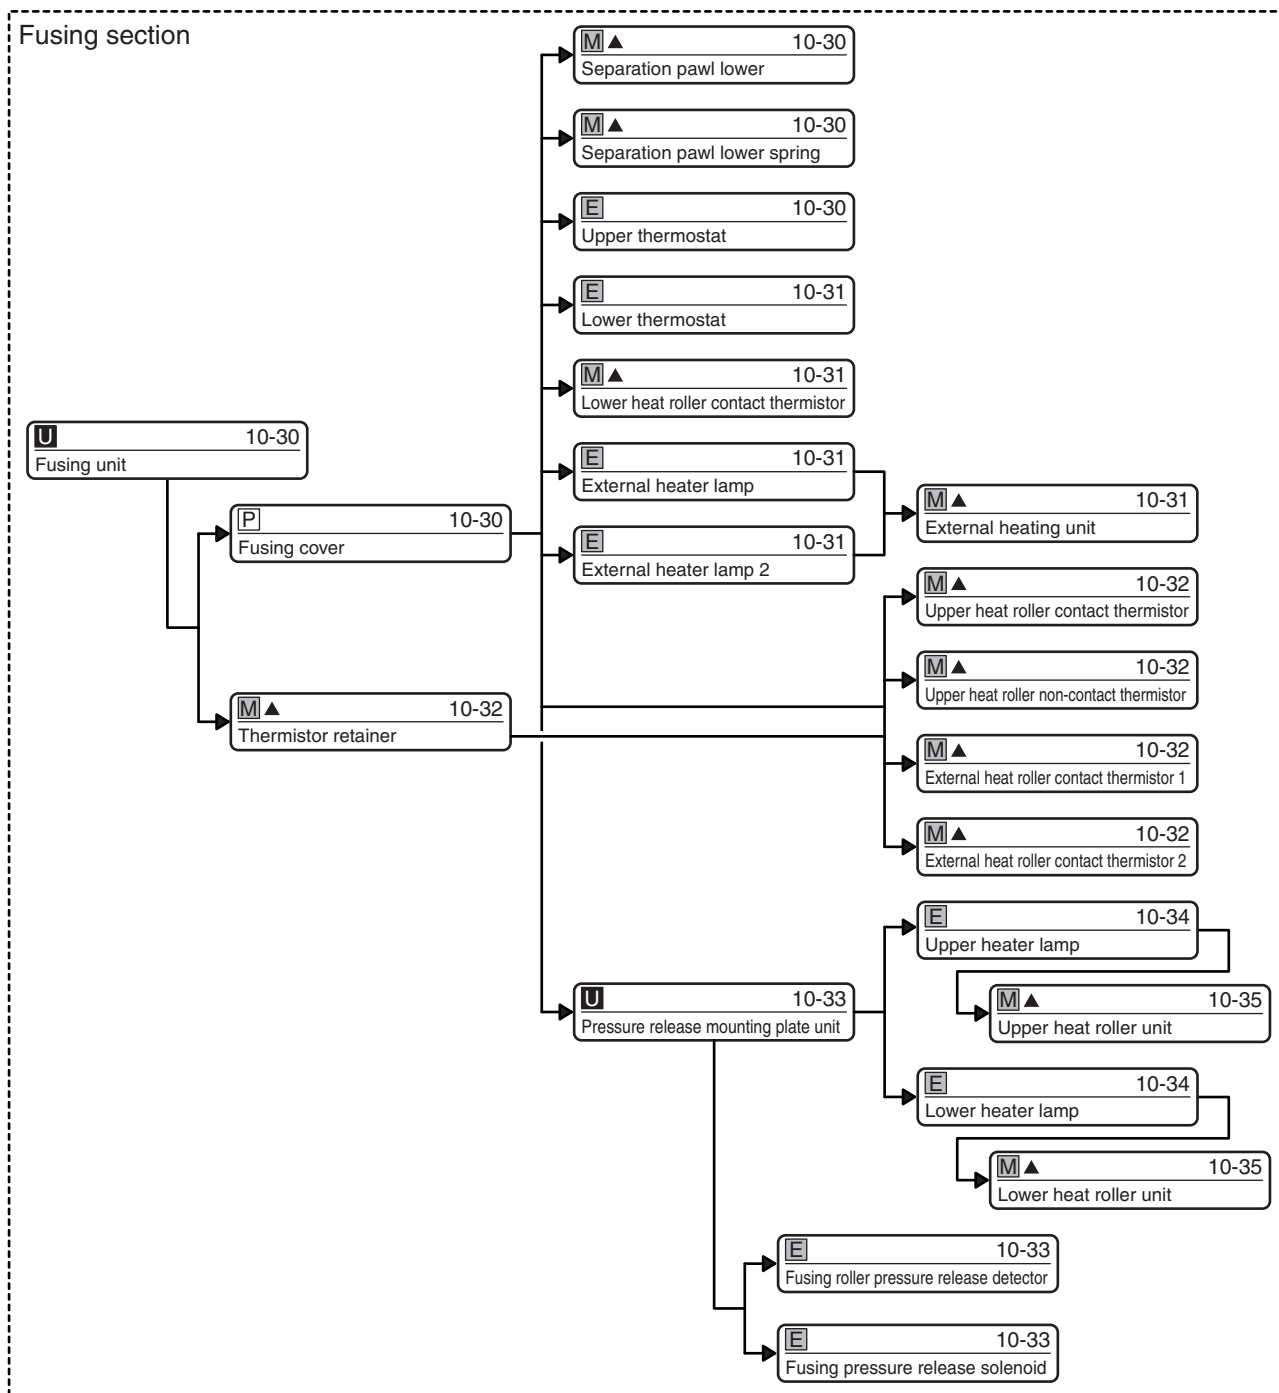 Fusing section
M ▲ 10-30
Separation pawl lower
M ▲ 10-30
Separation pawl lower spring
E 10-30
Upper thermostat
E 10-31
Lower thermostat
M ▲ 10-31
Lower heat roller contact thermistor
U 10-30
Fusing unit
E 10-31
External heater lamp
M ▲ 10-31
External heating unit
P 10-30
Fusing cover
E 10-31
External heater lamp 2
M ▲ 10-32
Upper heat roller contact thermistor
M ▲ 10-32
Upper heat roller non-contact thermistor
M ▲ 10-32
Thermistor retainer
M ▲ 10-32
External heat roller contact thermistor 1
M ▲ 10-32
External heat roller contact thermistor 2
E 10-34
Upper heater lamp
U 10-33
Pressure release mounting plate unit
M ▲ 10-35
Upper heat roller unit
E 10-34
Lower heater lamp
M ▲ 10-35
Lower heat roller unit
E 10-33
Fusing roller pressure release detector
E 10-33
Fusing pressure release solenoid